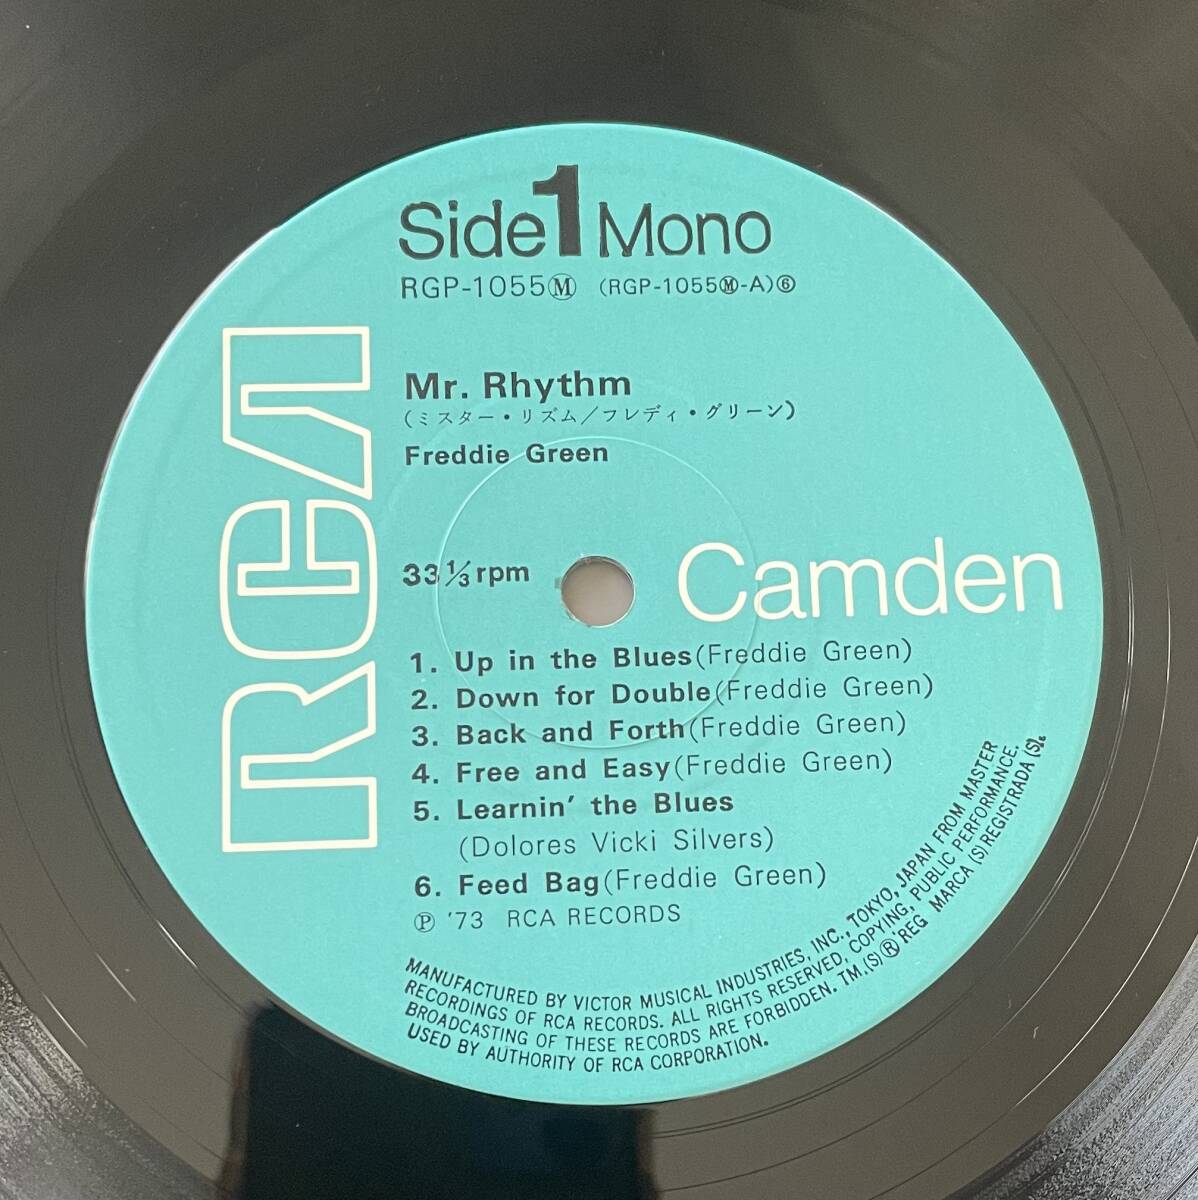 Side 1 Mono
RGP-1055Ⓜ (RGP-1055Ⓜ-A)⑥
Mr. Rhythm
(ミスター・リズム/フレディ・グリーン)
Freddie Green
RCA
33⅓rpm
Camden
1. Up in the Blues(Freddie Green)
2. Down for Double(Freddie Green)
3. Back and Forth(Freddie Green)
4. Free and Easy(Freddie Green)
5. Learnin' the Blues
(Dolores Vicki Silvers)
6. Feed Bag(Freddie Green)
Ⓟ '73 RCA RECORDS
MANUFACTURED BY VICTOR MUSICAL INDUSTRIES, INC., TOKYO, JAPAN FROM MASTER
RECORDINGS OF RCA RECORDS. ALL RIGHTS RESERVED, COPYING, PUBLIC PERFORMANCE.
BROADCASTING OF THESE RECORDS ARE FORBIDDEN. TM.(S)® REG MARCA (S) REGISTRADA (S).
USED BY AUTHORITY OF RCA CORPORATION.